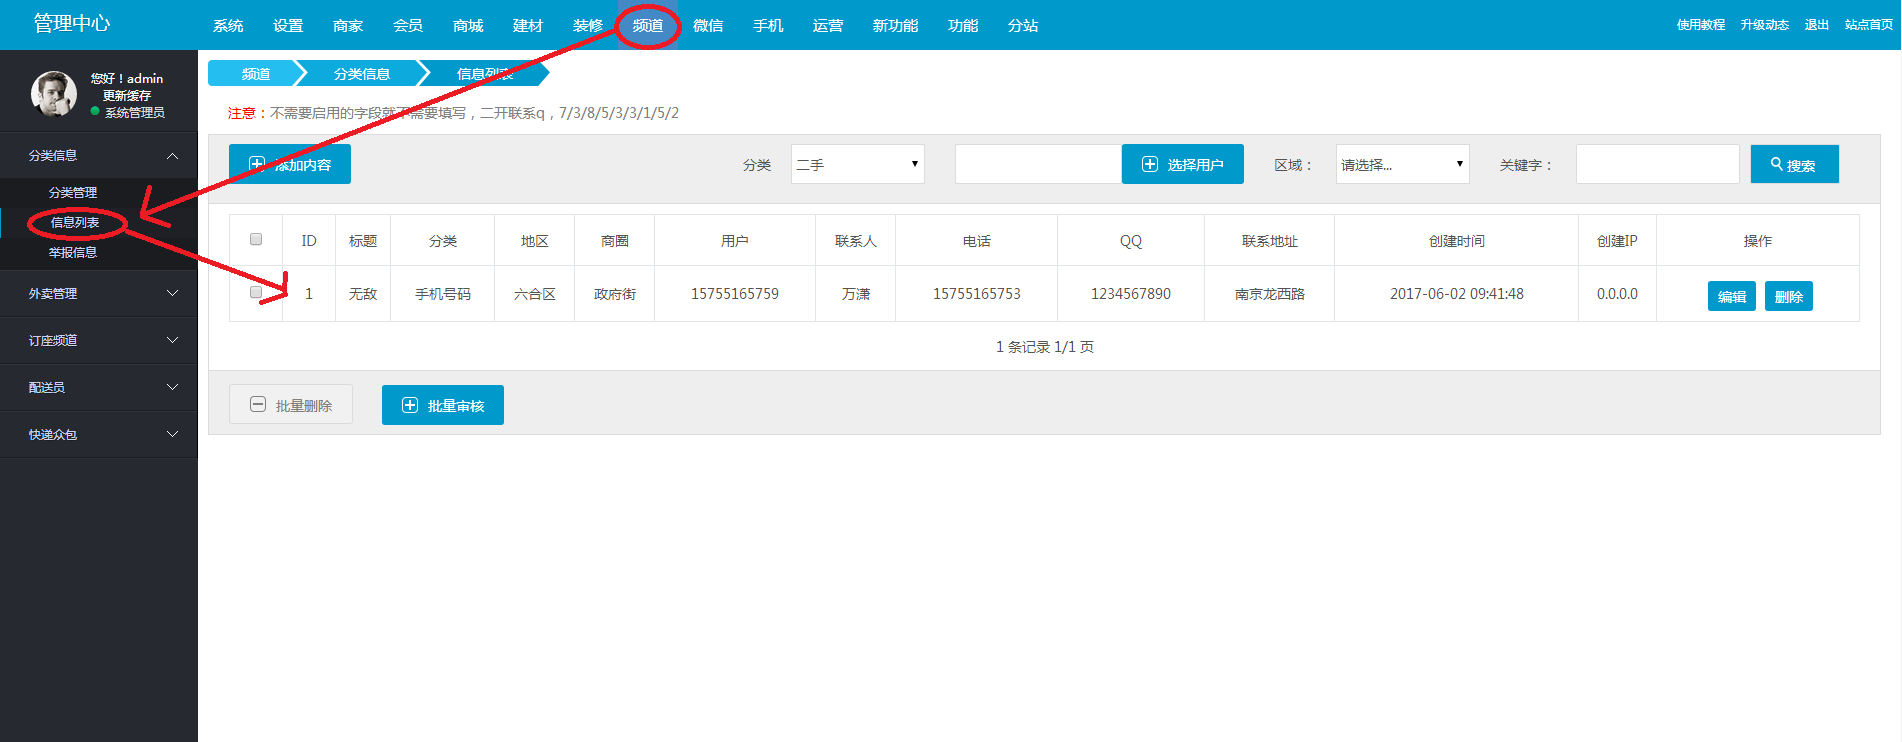 管理中心 系统 设置 商家 会员 商城 建材 装修 频道 微信 手机 运营 新功能 功能 分站 使用教程 升级动态 退出 站点首页
您好！admin
更新缓存
系统管理员
分类信息
分类管理
信息列表
举报信息
外卖管理
订座频道
配送员
快递众包
频道 分类信息 信息列表
注意：不需要启用的字段就不需要填写，二开联系q，7/3/8/5/3/3/1/5/2
添加内容 分类 二手 选择用户 区域： 请选择... 关键字： 搜索
ID 标题 分类 地区 商圈 用户 联系人 电话 QQ 联系地址 创建时间 创建IP 操作
1 无敌 手机号码 六合区 政府街 15755165759 万潇 15755165753 1234567890 南京龙西路 2017-06-02 09:41:48 0.0.0.0 编辑 删除
1 条记录 1/1 页
批量删除 批量审核